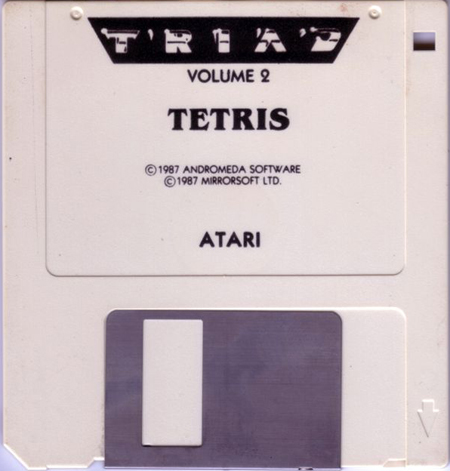 TRIAD
VOLUME 2
TETRIS
©1987 ANDROMEDA SOFTWARE
©1987 MIRRORSOFT LTD.
ATARI